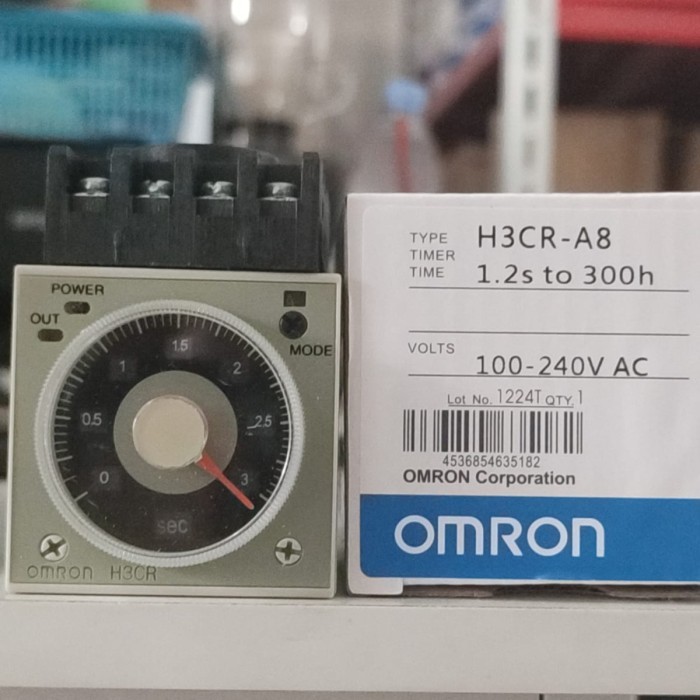 POWER
OUT
MODE
0
0.5
1
1.5
2
2.5
3
sec
OMRON H3CR
TYPE H3CR-A8
TIMER
TIME 1.2s to 300h
VOLTS 100-240V AC
Lot No. 1224T QTY. 1
4536854635182
OMRON Corporation
OMRON